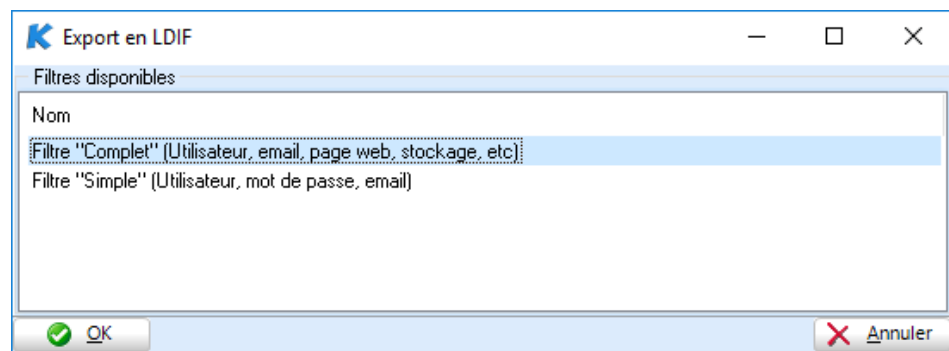 Export en LDIF
Filtres disponibles
Nom
Filtre "Complet" (Utilisateur, email, page web, stockage, etc)
Filtre "Simple" (Utilisateur, mot de passe, email)
OK
Annuler